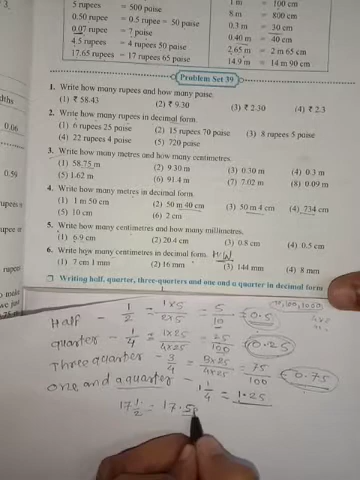 3.
5 rupees = 500 paise
0.50 rupee = 0.5 rupee = 50 paise
0.07 rupee = 7 paise
4.5 rupees = 4 rupees 50 paise
17.65 rupees = 17 rupees 65 paise
1 m = 100 cm
8 m = 800 cm
0.3 m = 30 cm
0.40 m = 40 cm
2.65 m = 2 m 65 cm
14.9 m = 14 m 90 cm
Problem Set 39
1. Write how many rupees and how many paise.
(1) ₹ 58.43 (2) ₹ 9.30 (3) ₹ 2.30 (4) ₹ 2.3
2. Write how many rupees in decimal form.
(1) 6 rupees 25 paise (2) 15 rupees 70 paise (3) 8 rupees 5 paise
(4) 22 rupees 4 paise (5) 720 paise
3. Write how many metres and how many centimetres.
(1) 58.75 m (2) 9.30 m (3) 0.30 m (4) 0.3 m
(5) 1.62 m (6) 91.4 m (7) 7.02 m (8) 0.09 m
4. Write how many metres in decimal form.
(1) 1 m 50 cm (2) 50 m 40 cm (3) 50 m 4 cm (4) 734 cm
(5) 10 cm (6) 2 cm
5. Write how many centimetres and how many millimetres.
(1) 6.9 cm (2) 20.4 cm (3) 0.8 cm (4) 0.5 cm
6. Write how many centimetres in decimal form. H/W
(1) 7 cm 1 mm (2) 16 mm (3) 144 mm (4) 8 mm
Writing half, quarter, three-quarters and one and a quarter in decimal form
0.06
0.59
10,100,1000
Half - 1/2 = 1×5/2×5 = 5/10 = 0.5
quarter - 1/4 = 1×25/4×25 = 25/100 = 0.25
Three quarter - 3/4 = 3×25/4×25 = 75/100 = 0.75
One and a quarter - 1 1/4 = 1.25
17 1/2 = 17.5